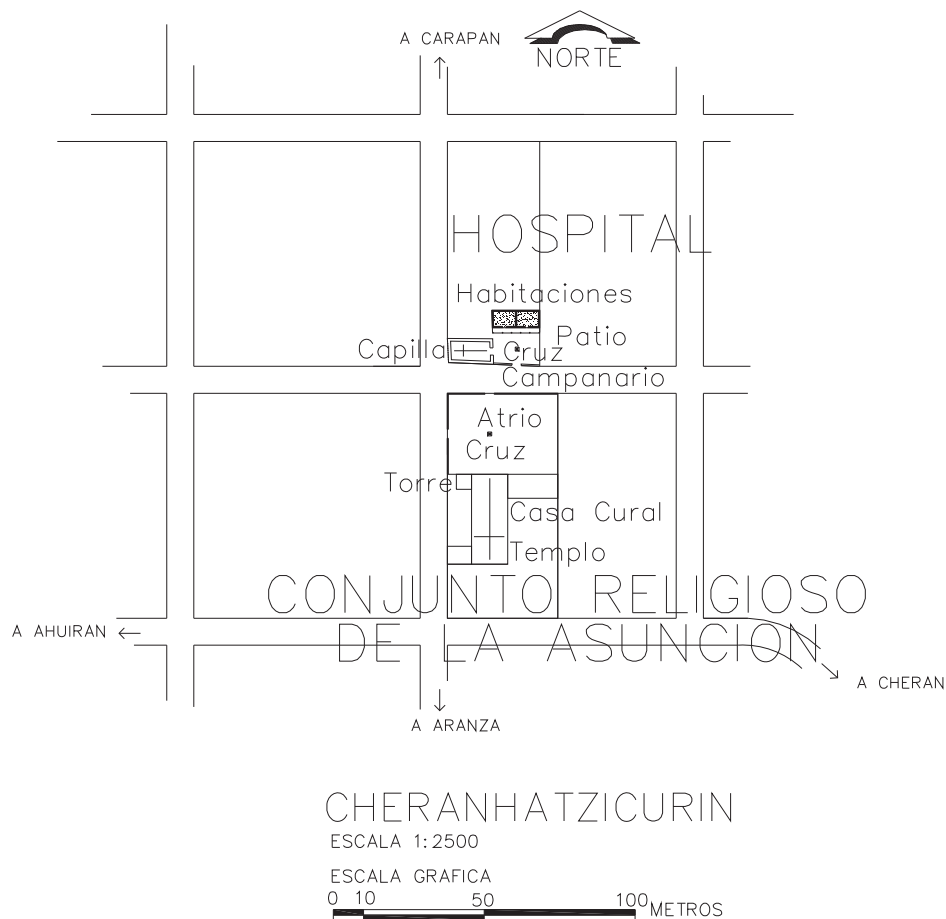 A CARAPAN
NORTE
HOSPITAL
Habitaciones
Patio
Capilla
Cruz
Campanario
Atrio
Cruz
Torre
Casa Cural
Templo
CONJUNTO RELIGIOSO
DE LA ASUNCION
A AHUIRAN
A CHERAN
A ARANZA
CHERANHATZICURIN
ESCALA 1:2500
ESCALA GRAFICA
0 10 50 100 METROS